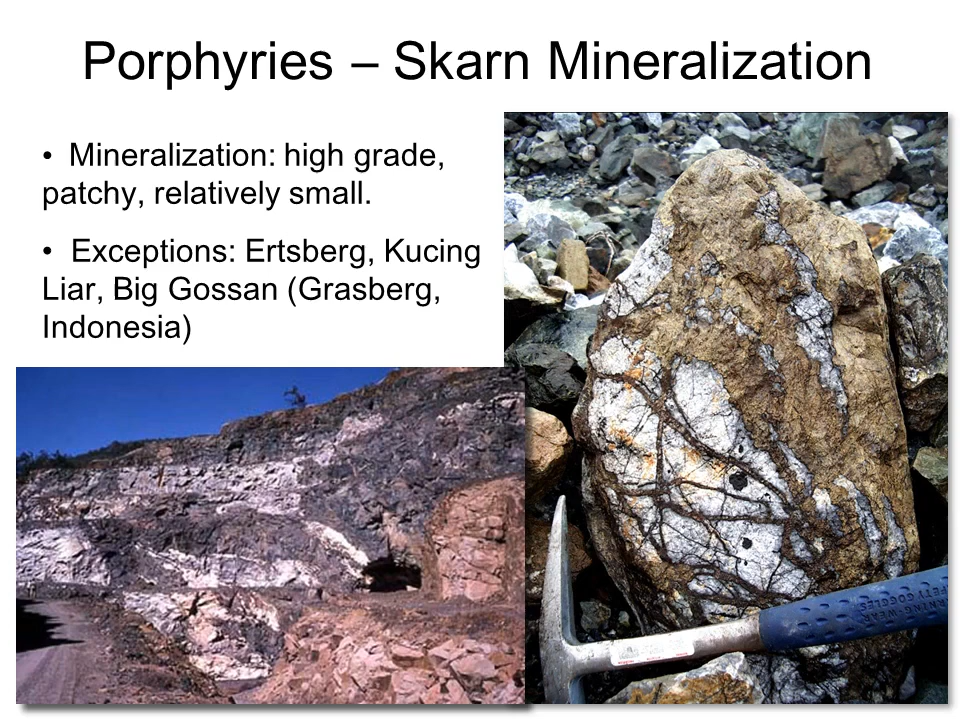 Porphyries – Skarn Mineralization
• Mineralization: high grade,
patchy, relatively small.
• Exceptions: Ertsberg, Kucing
Liar, Big Gossan (Grasberg,
Indonesia)